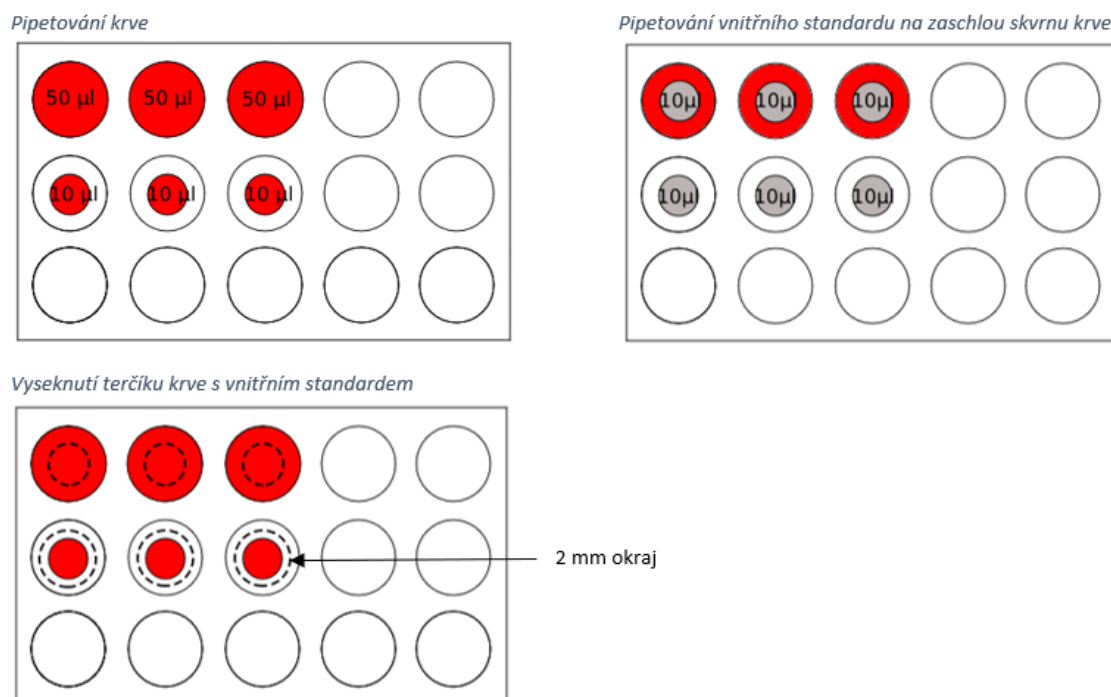 Pipetování krve
Pipetování vnitřního standardu na zaschlou skvrnu krve
50 µl 50 µl 50 µl
10µl 10µl 10µl
10 µl 10 µl 10 µl
10µl 10µl 10µl
Vyseknutí terčíku krve s vnitřním standardem
2 mm okraj